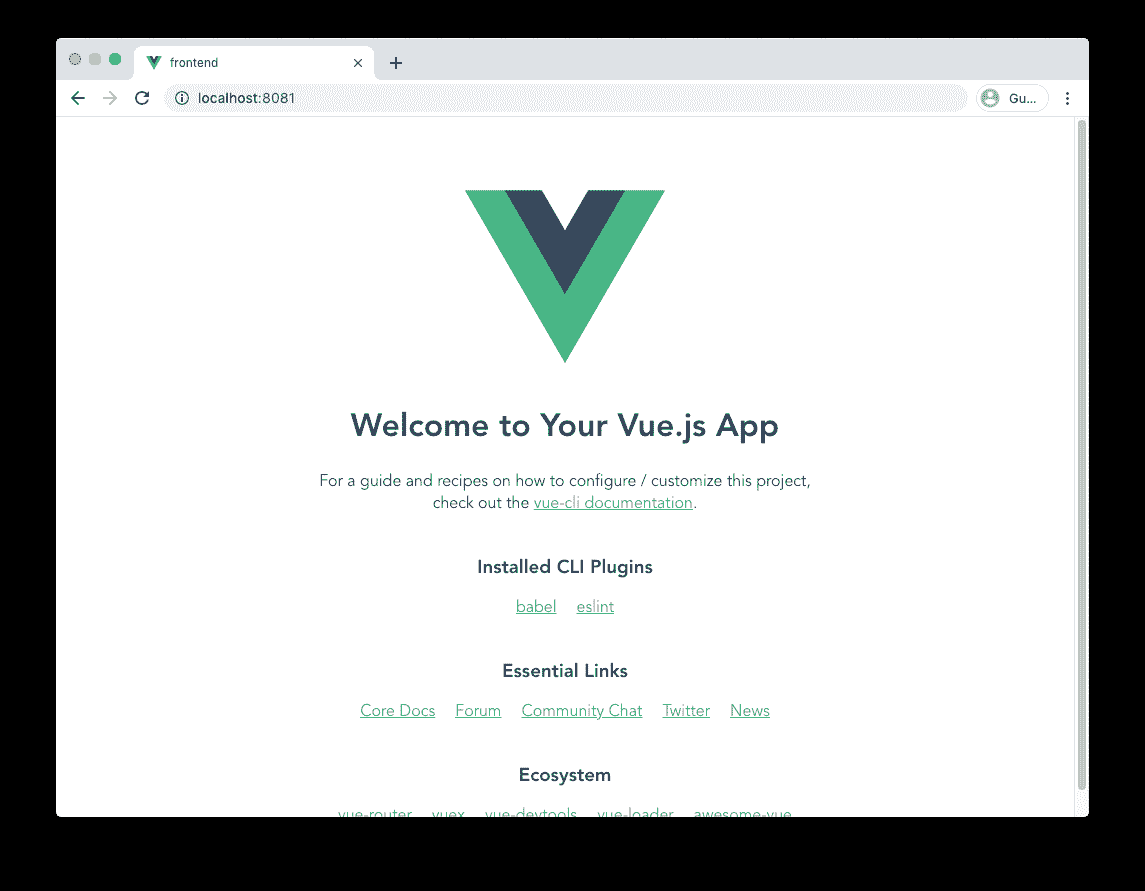 frontend
localhost:8081
Gu...
Welcome to Your Vue.js App
For a guide and recipes on how to configure / customize this project,
check out the vue-cli documentation.
Installed CLI Plugins
babel eslint
Essential Links
Core Docs Forum Community Chat Twitter News
Ecosystem
vue-router vuex vue-devtools vue-loader awesome-vue